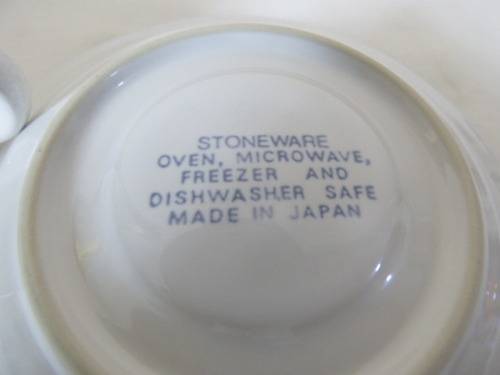 STONEWARE
OVEN, MICROWAVE,
FREEZER AND
DISHWASHER SAFE
MADE IN JAPAN